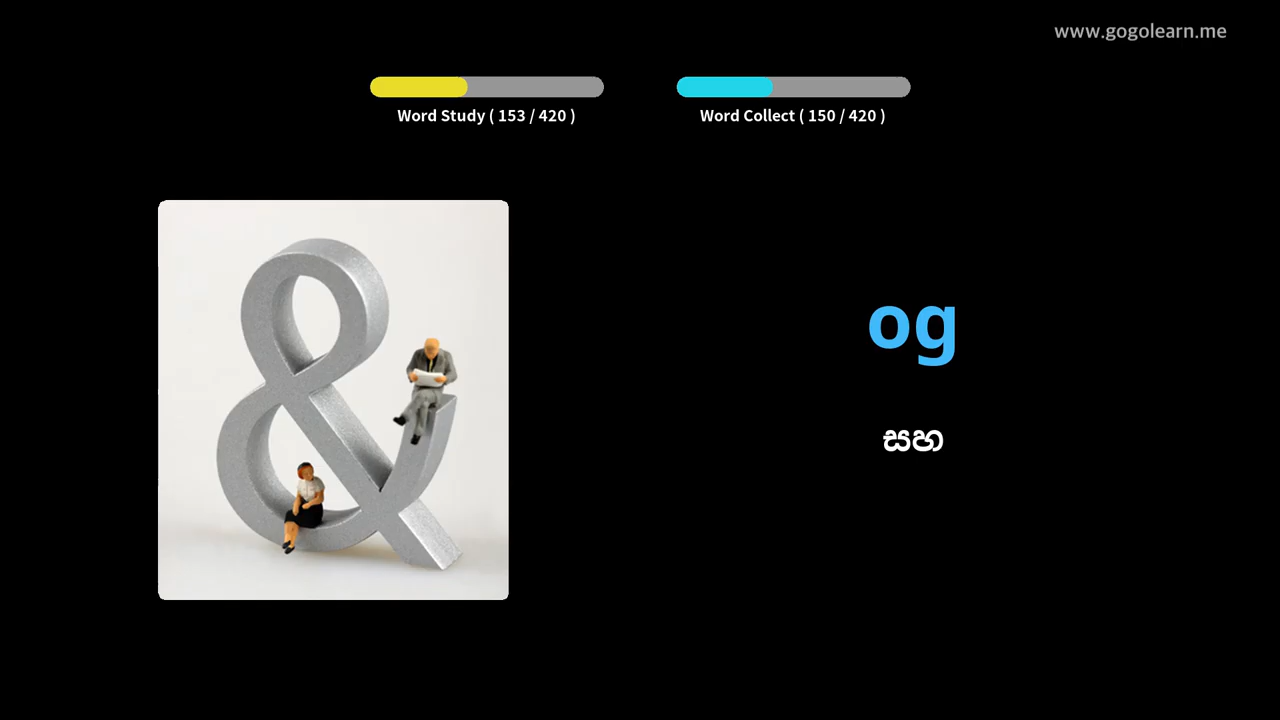 www.gogolearn.me
Word Study ( 153 / 420 )
Word Collect ( 150 / 420 )
&
og
සහ